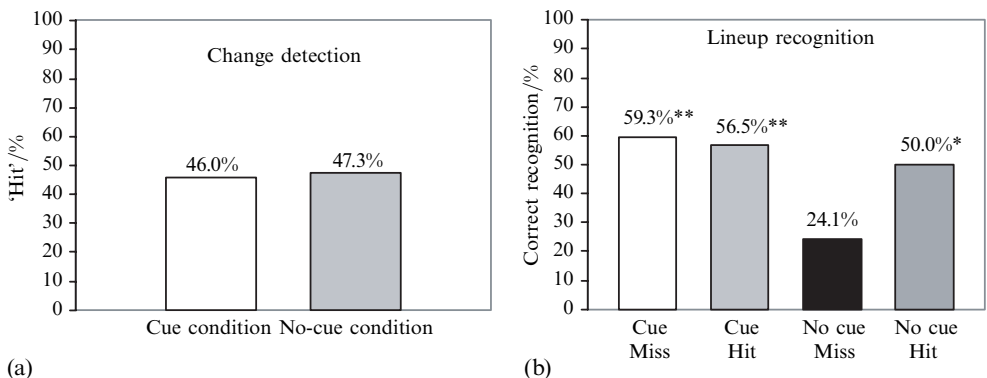 Change detection
'Hit'/%
100
90
80
70
60
50
40
30
20
10
0
46.0%
47.3%
Cue condition No-cue condition
(a)
Lineup recognition
Correct recognition/%
100
90
80
70
60
50
40
30
20
10
0
59.3%**
56.5%**
24.1%
50.0%*
Cue
Miss
Cue
Hit
No cue
Miss
No cue
Hit
(b)